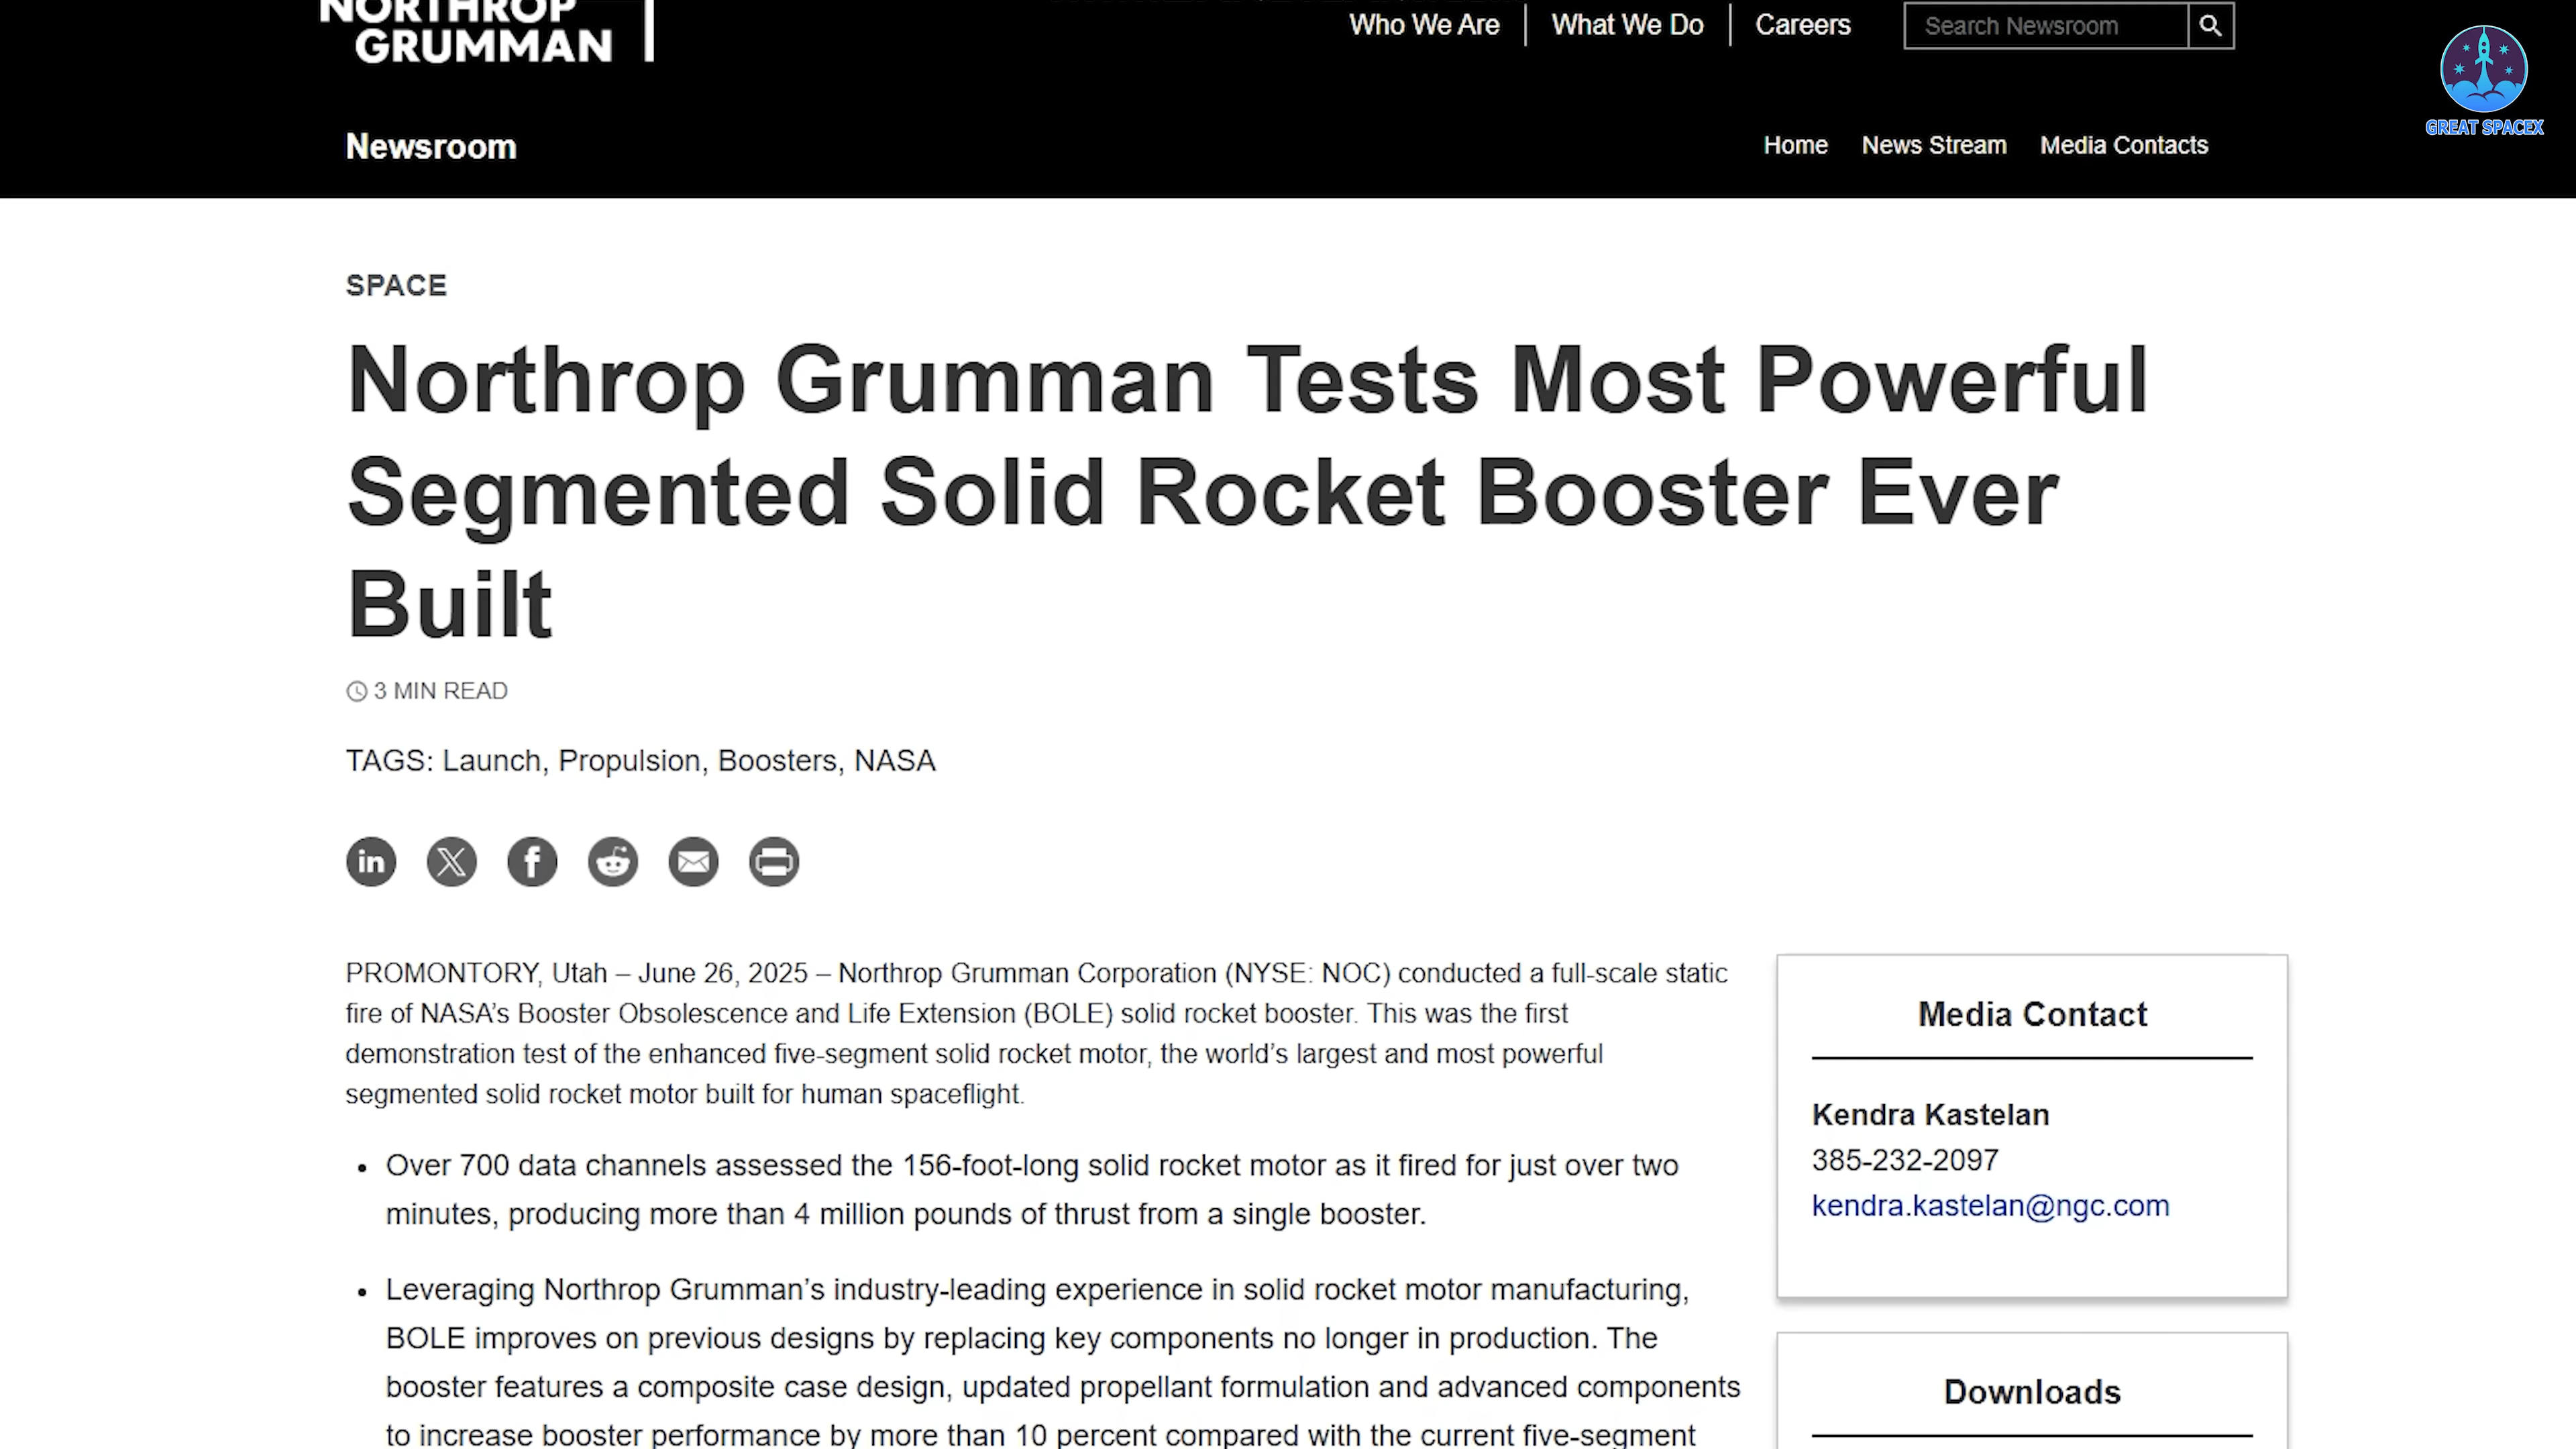 NORTHROP
GRUMMAN
Who We Are
What We Do
Careers
Search Newsroom
GREAT SPACEX
Newsroom
Home
News Stream
Media Contacts
SPACE
Northrop Grumman Tests Most Powerful
Segmented Solid Rocket Booster Ever
Built
3 MIN READ
TAGS: Launch, Propulsion, Boosters, NASA
PROMONTORY, Utah – June 26, 2025 – Northrop Grumman Corporation (NYSE: NOC) conducted a full-scale static
fire of NASA’s Booster Obsolescence and Life Extension (BOLE) solid rocket booster. This was the first
demonstration test of the enhanced five-segment solid rocket motor, the world’s largest and most powerful
segmented solid rocket motor built for human spaceflight.
• Over 700 data channels assessed the 156-foot-long solid rocket motor as it fired for just over two
minutes, producing more than 4 million pounds of thrust from a single booster.
• Leveraging Northrop Grumman’s industry-leading experience in solid rocket motor manufacturing,
BOLE improves on previous designs by replacing key components no longer in production. The
booster features a composite case design, updated propellant formulation and advanced components
to increase booster performance by more than 10 percent compared with the current five-segment
Media Contact
Kendra Kastelan
385-232-2097
kendra.kastelan@ngc.com
Downloads